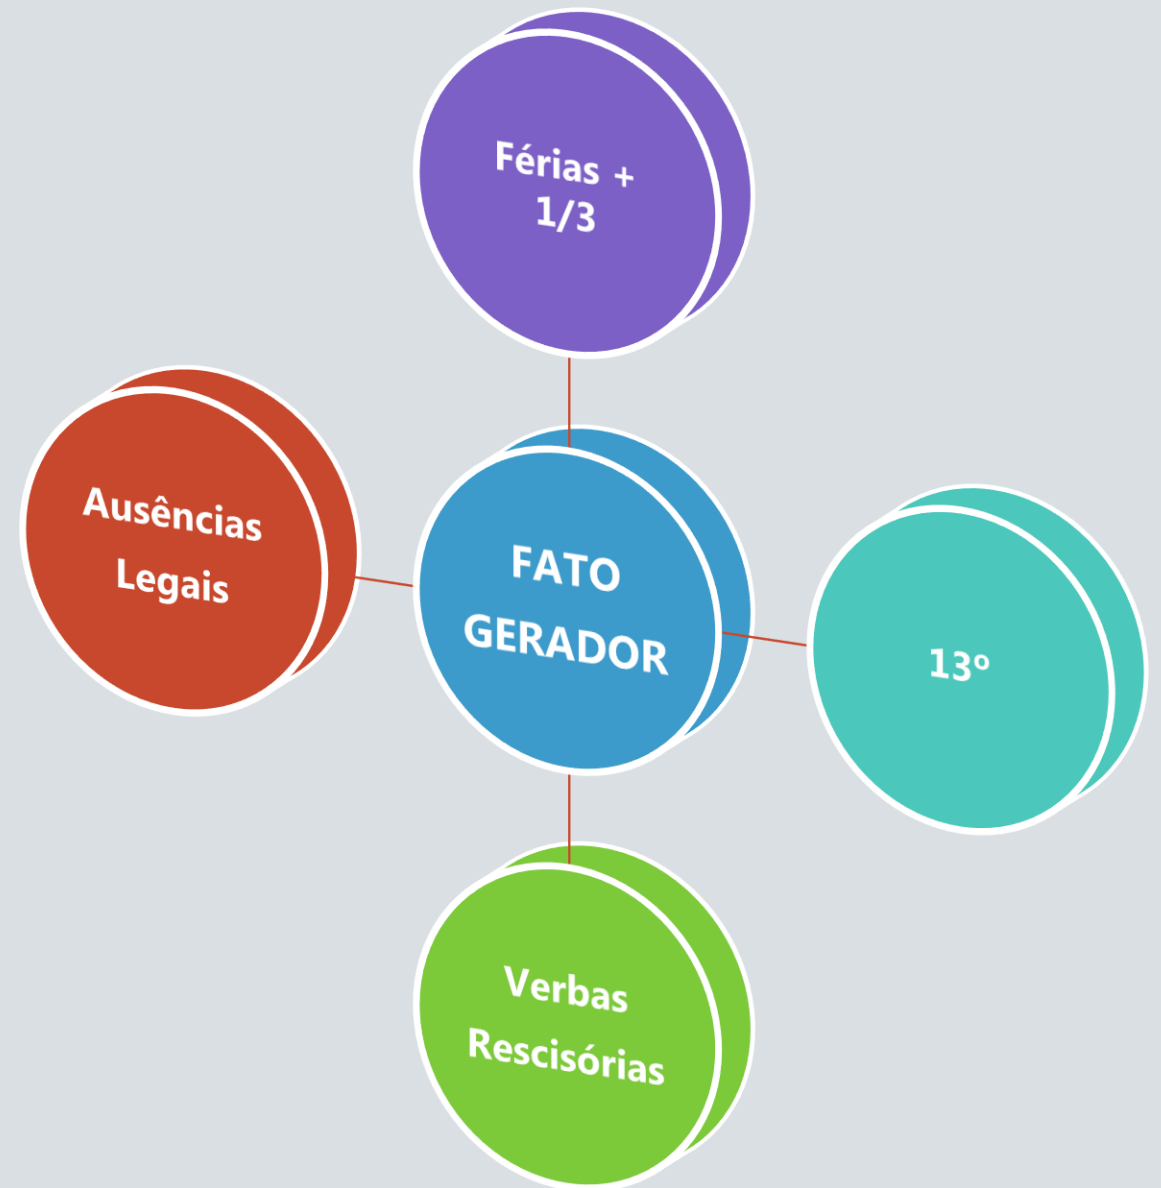 Férias +
1/3
Ausências
Legais
FATO
GERADOR
13º
Verbas
Rescisórias